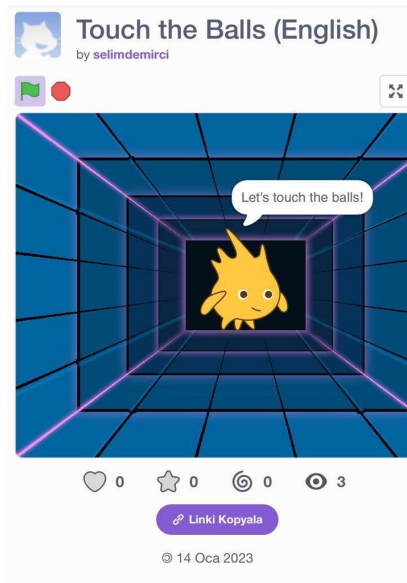 Touch the Balls (English)
by selimdemirci
Let's touch the balls!
0 0 0 3
Linki Kopyala
© 14 Oca 2023